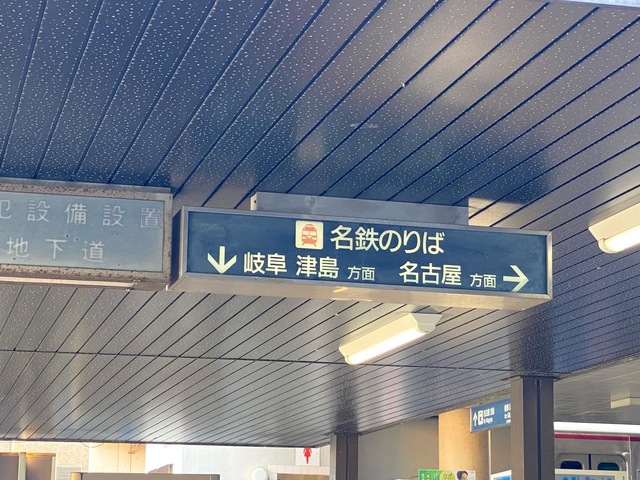 犯設備設置
地下道
名鉄のりば
↓ 岐阜 津島 方面 名古屋 方面 →